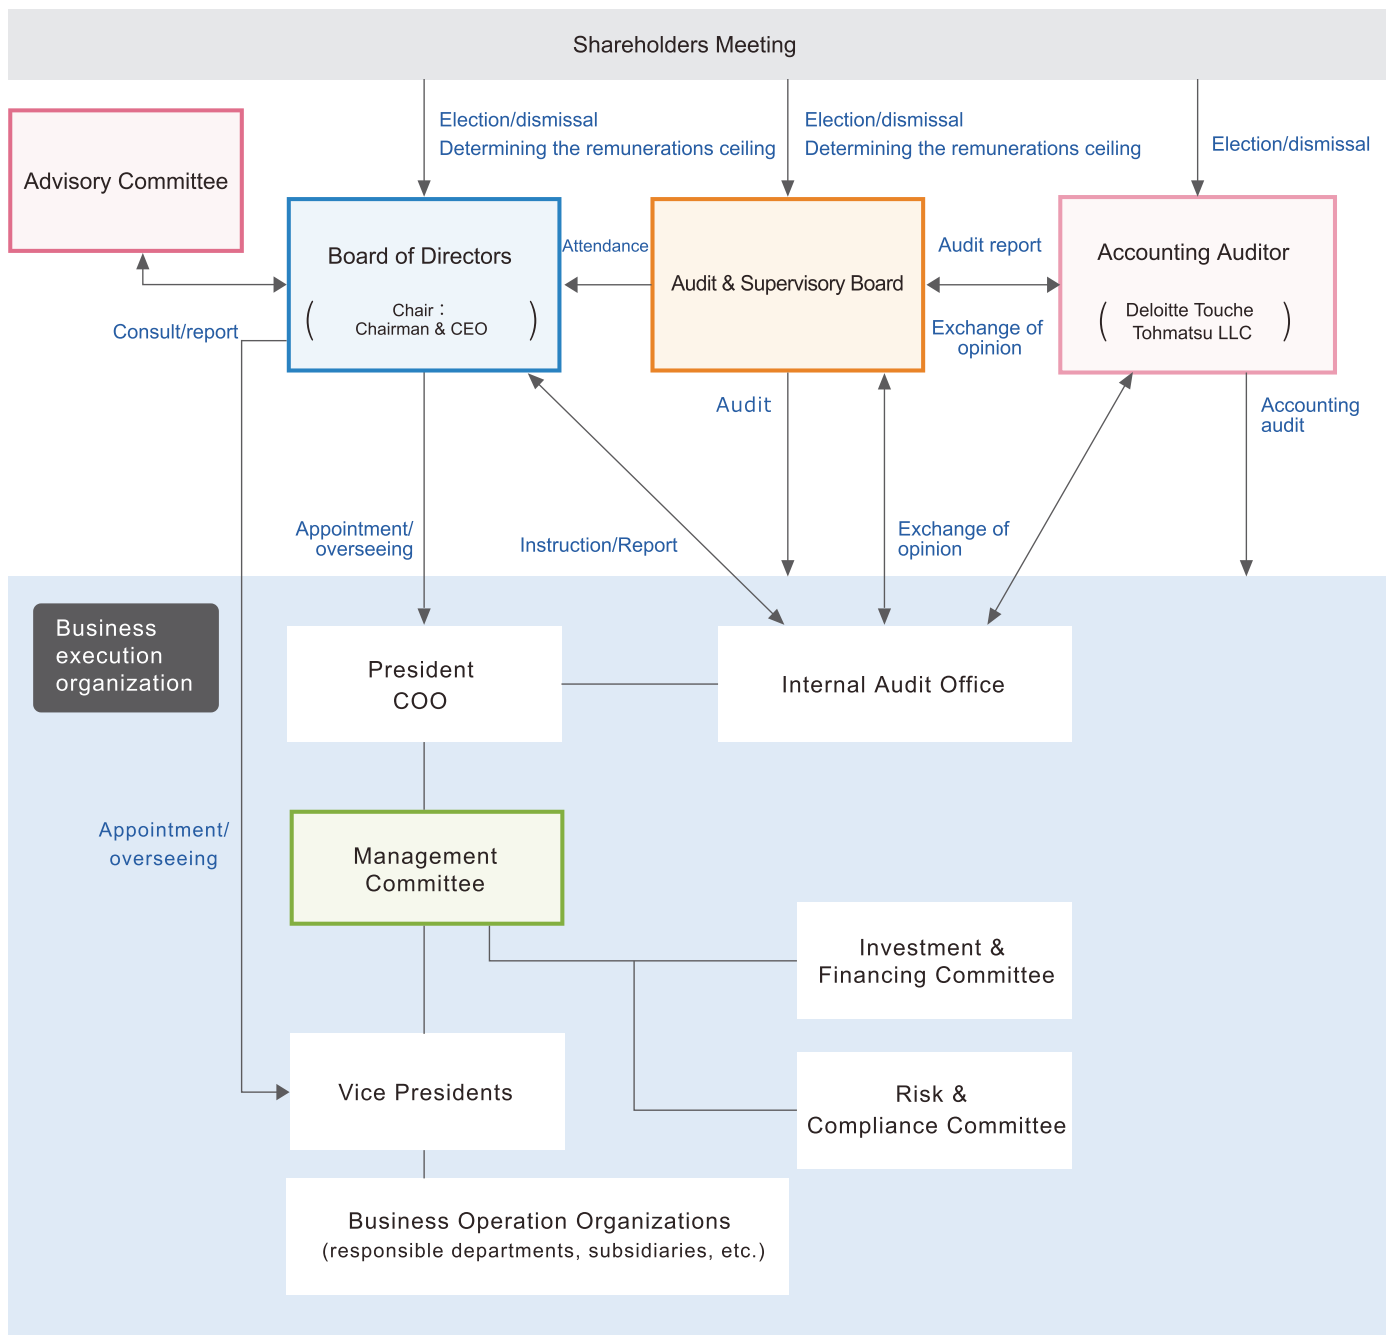 Shareholders Meeting
Election/dismissal
Determining the remunerations ceiling
Election/dismissal
Determining the remunerations ceiling
Election/dismissal
Advisory Committee
Board of Directors
( Chair：
Chairman & CEO )
Attendance
Audit & Supervisory Board
Audit report
Exchange of
opinion
Accounting Auditor
( Deloitte Touche
Tohmatsu LLC )
Consult/report
Audit
Accounting
audit
Appointment/
overseeing
Instruction/Report
Exchange of
opinion
Business
execution
organization
President
COO
Internal Audit Office
Appointment/
overseeing
Management
Committee
Investment &
Financing Committee
Vice Presidents
Risk &
Compliance Committee
Business Operation Organizations
(responsible departments, subsidiaries, etc.)